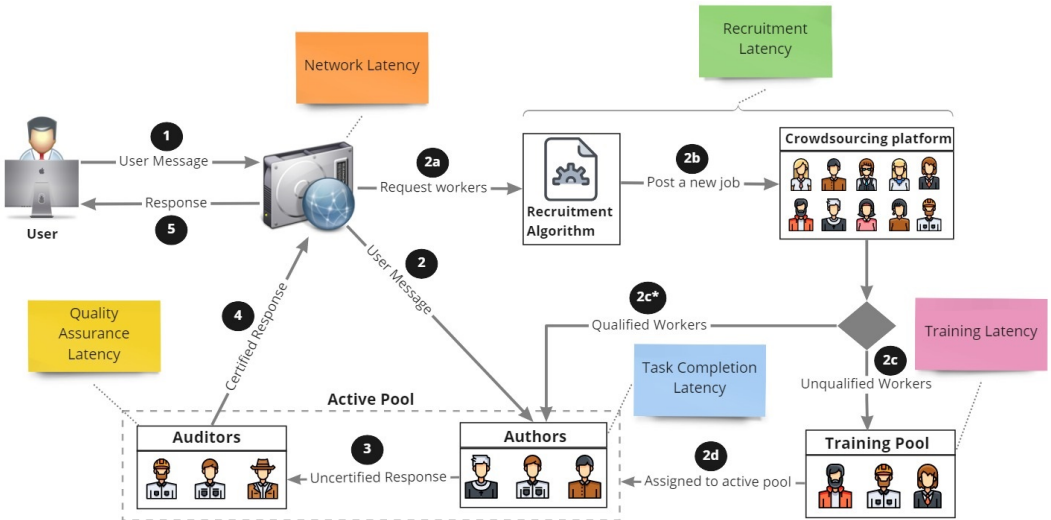 Recruitment
Latency
Network Latency
1
User Message
2a
Request workers
2b
Post a new job
Crowdsourcing platform
Recruitment
Algorithm
Response
5
User
2
User Message
2c*
Qualified Workers
4
Certified Response
Quality
Assurance
Latency
Training Latency
2c
Unqualified Workers
Task Completion
Latency
Active Pool
Auditors
3
Uncertified Response
Authors
2d
Assigned to active pool
Training Pool